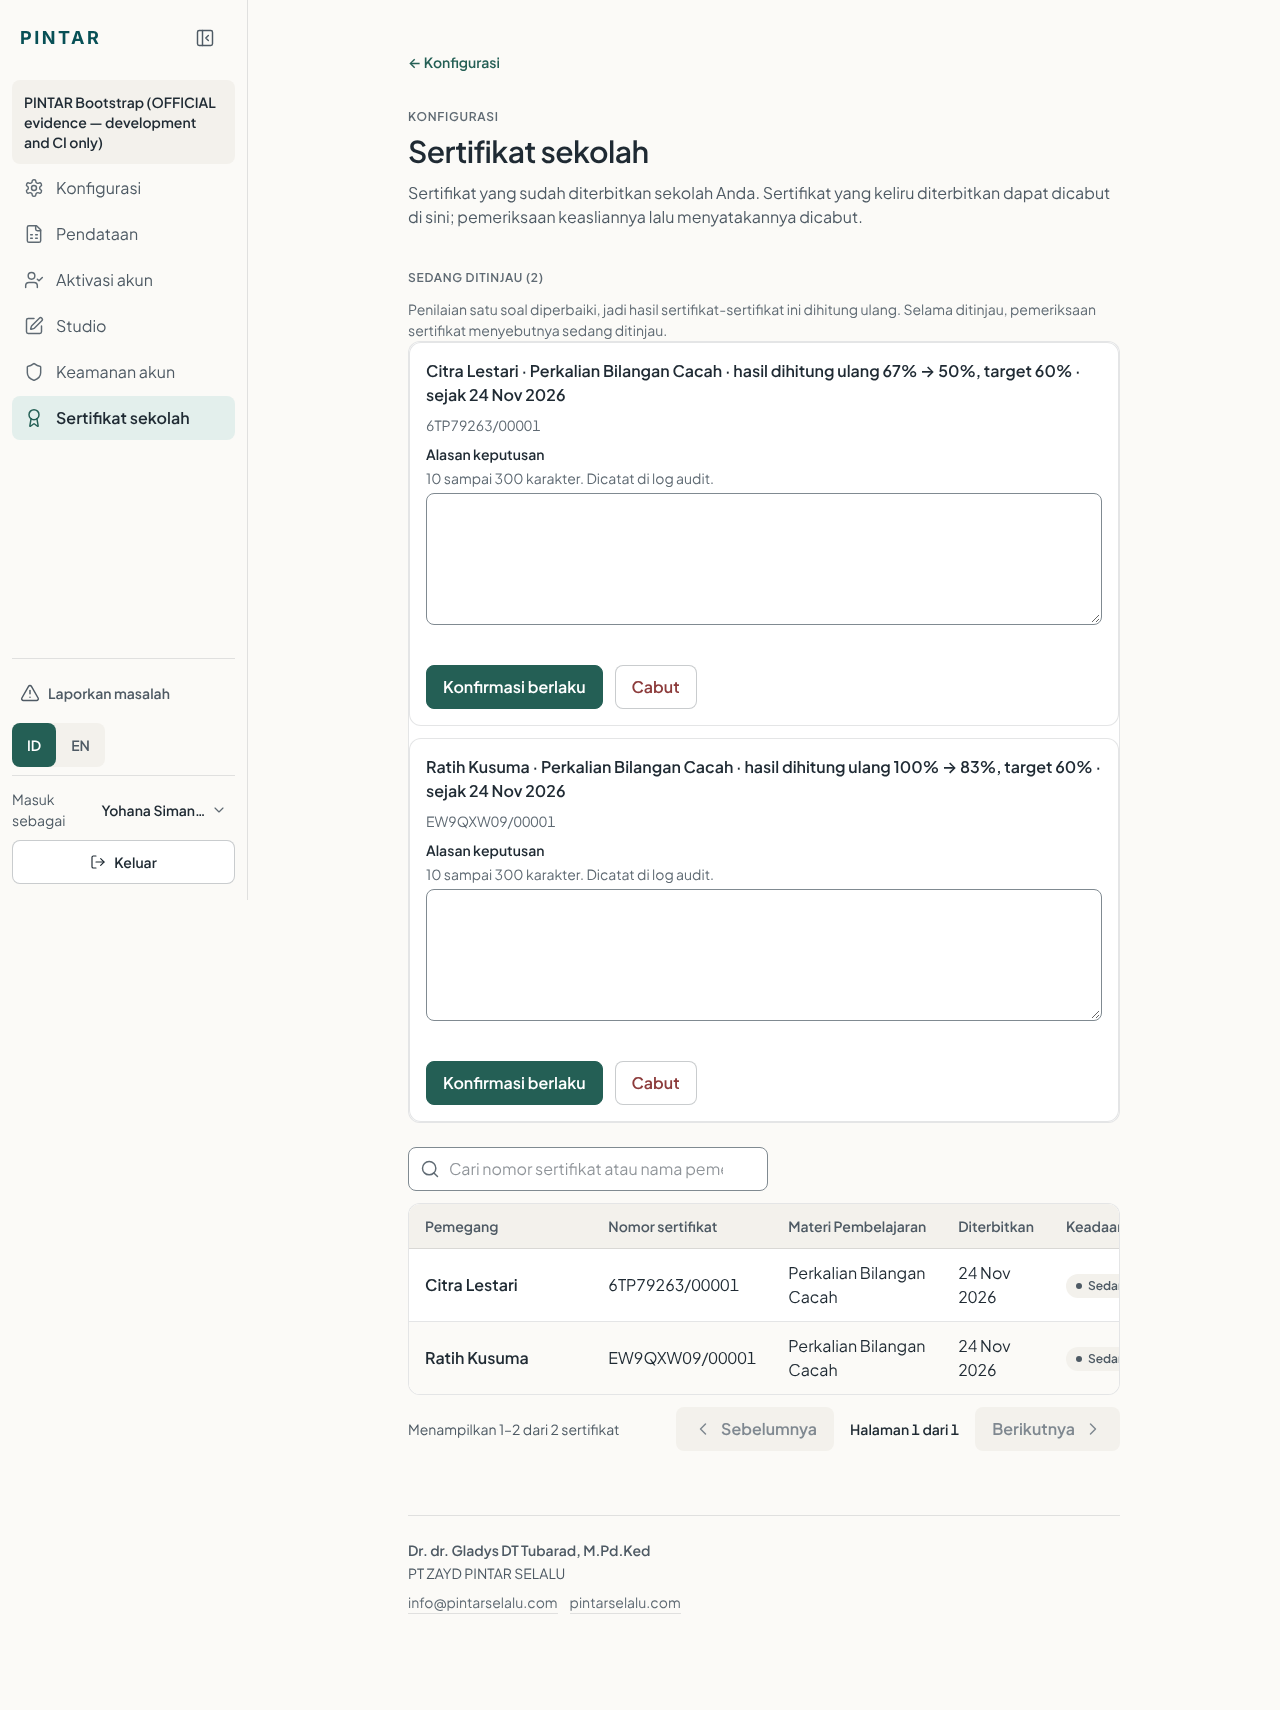 PINTAR
PINTAR Bootstrap (OFFICIAL
evidence — development
and CI only)
Konfigurasi
Pendataan
Aktivasi akun
Studio
Keamanan akun
Sertifikat sekolah
Laporkan masalah
ID EN
Masuk
sebagai
Yohana Siman…
Keluar
← Konfigurasi
KONFIGURASI
Sertifikat sekolah
Sertifikat yang sudah diterbitkan sekolah Anda. Sertifikat yang keliru diterbitkan dapat dicabut
di sini; pemeriksaan keasliannya lalu menyatakannya dicabut.
SEDANG DITINJAU (2)
Penilaian satu soal diperbaiki, jadi hasil sertifikat-sertifikat ini dihitung ulang. Selama ditinjau, pemeriksaan
sertifikat menyebutnya sedang ditinjau.
Citra Lestari · Perkalian Bilangan Cacah · hasil dihitung ulang 67% → 50%, target 60% ·
sejak 24 Nov 2026
6TP79263/00001
Alasan keputusan
10 sampai 300 karakter. Dicatat di log audit.
Konfirmasi berlaku Cabut
Ratih Kusuma · Perkalian Bilangan Cacah · hasil dihitung ulang 100% → 83%, target 60% ·
sejak 24 Nov 2026
EW9QXW09/00001
Alasan keputusan
10 sampai 300 karakter. Dicatat di log audit.
Konfirmasi berlaku Cabut
Cari nomor sertifikat atau nama peme
Pemegang Nomor sertifikat Materi Pembelajaran Diterbitkan Keadaan
Citra Lestari 6TP79263/00001 Perkalian Bilangan Cacah 24 Nov 2026 Seda
Ratih Kusuma EW9QXW09/00001 Perkalian Bilangan Cacah 24 Nov 2026 Seda
Menampilkan 1–2 dari 2 sertifikat Sebelumnya Halaman 1 dari 1 Berikutnya
Dr. dr. Gladys DT Tubarad, M.Pd.Ked
PT ZAYD PINTAR SELALU
info@pintarselalu.com pintarselalu.com